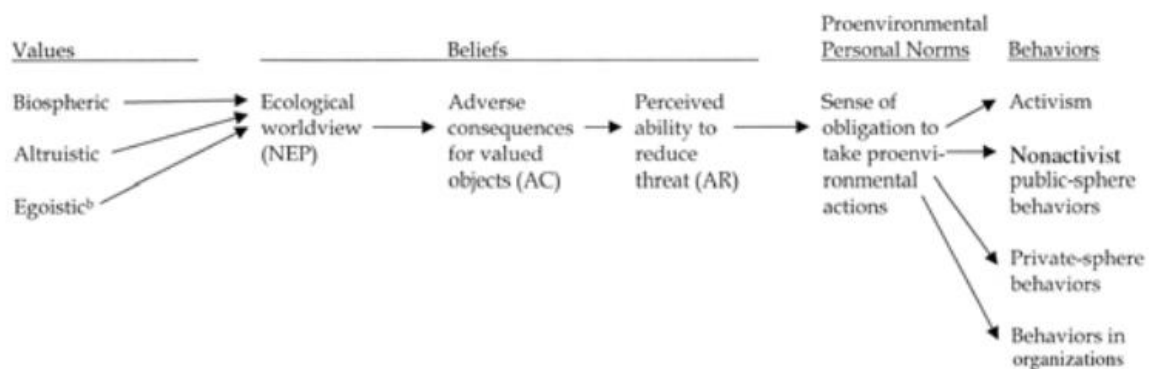 Values
Beliefs
Proenvironmental
Personal Norms
Behaviors
Biospheric
Altruistic
Egoisticᵇ
Ecological
worldview
(NEP)
Adverse
consequences
for valued
objects (AC)
Perceived
ability to
reduce
threat (AR)
Sense of
obligation to
take proenvi-
ronmental
actions
Activism
Nonactivist
public-sphere
behaviors
Private-sphere
behaviors
Behaviors in
organizations